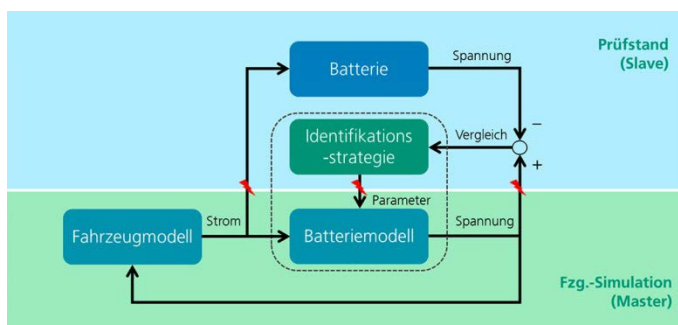 Prüfstand
(Slave)
Batterie
Spannung
−
Identifikations
-strategie
Vergleich
+
Parameter
Fahrzeugmodell
Strom
Batteriemodell
Spannung
Fzg.-Simulation
(Master)